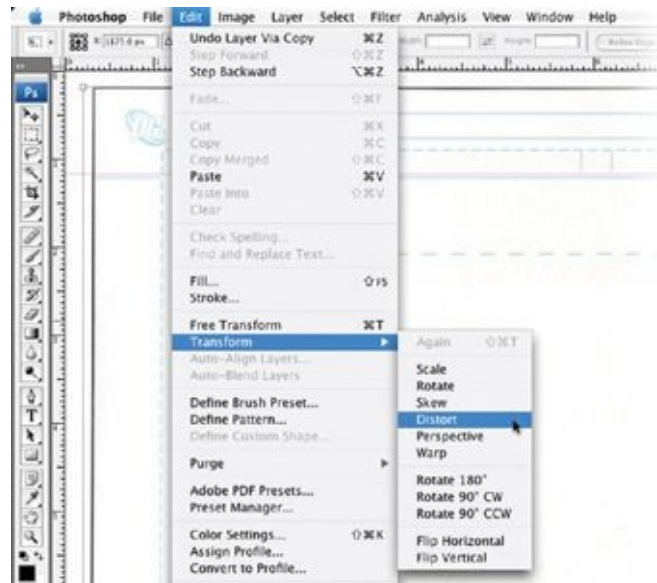 Photoshop File Edit Image Layer Select Filter Analysis View Window Help
Undo Layer Via Copy ⌘Z
Step Forward ⇧⌘Z
Step Backward ⌥⌘Z
Fade... ⇧⌘F
Cut ⌘X
Copy ⌘C
Copy Merged ⇧⌘C
Paste ⌘V
Paste Into ⇧⌘V
Clear
Check Spelling...
Find and Replace Text...
Fill... ⇧F5
Stroke...
Free Transform ⌘T
Transform
Auto-Align Layers...
Auto-Blend Layers
Define Brush Preset...
Define Pattern...
Define Custom Shape...
Purge
Adobe PDF Presets...
Preset Manager...
Color Settings... ⇧⌘K
Assign Profile...
Convert to Profile...
Again ⇧⌘T
Scale
Rotate
Skew
Distort
Perspective
Warp
Rotate 180°
Rotate 90° CW
Rotate 90° CCW
Flip Horizontal
Flip Vertical
Ps
T